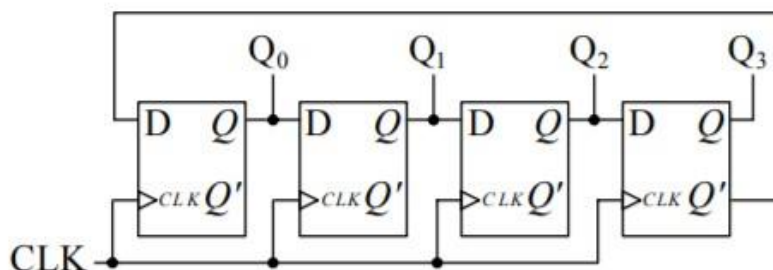 Q₀ Q₁ Q₂ Q₃
D Q D Q D Q D Q
CLK Q' CLK Q' CLK Q' CLK Q'
CLK